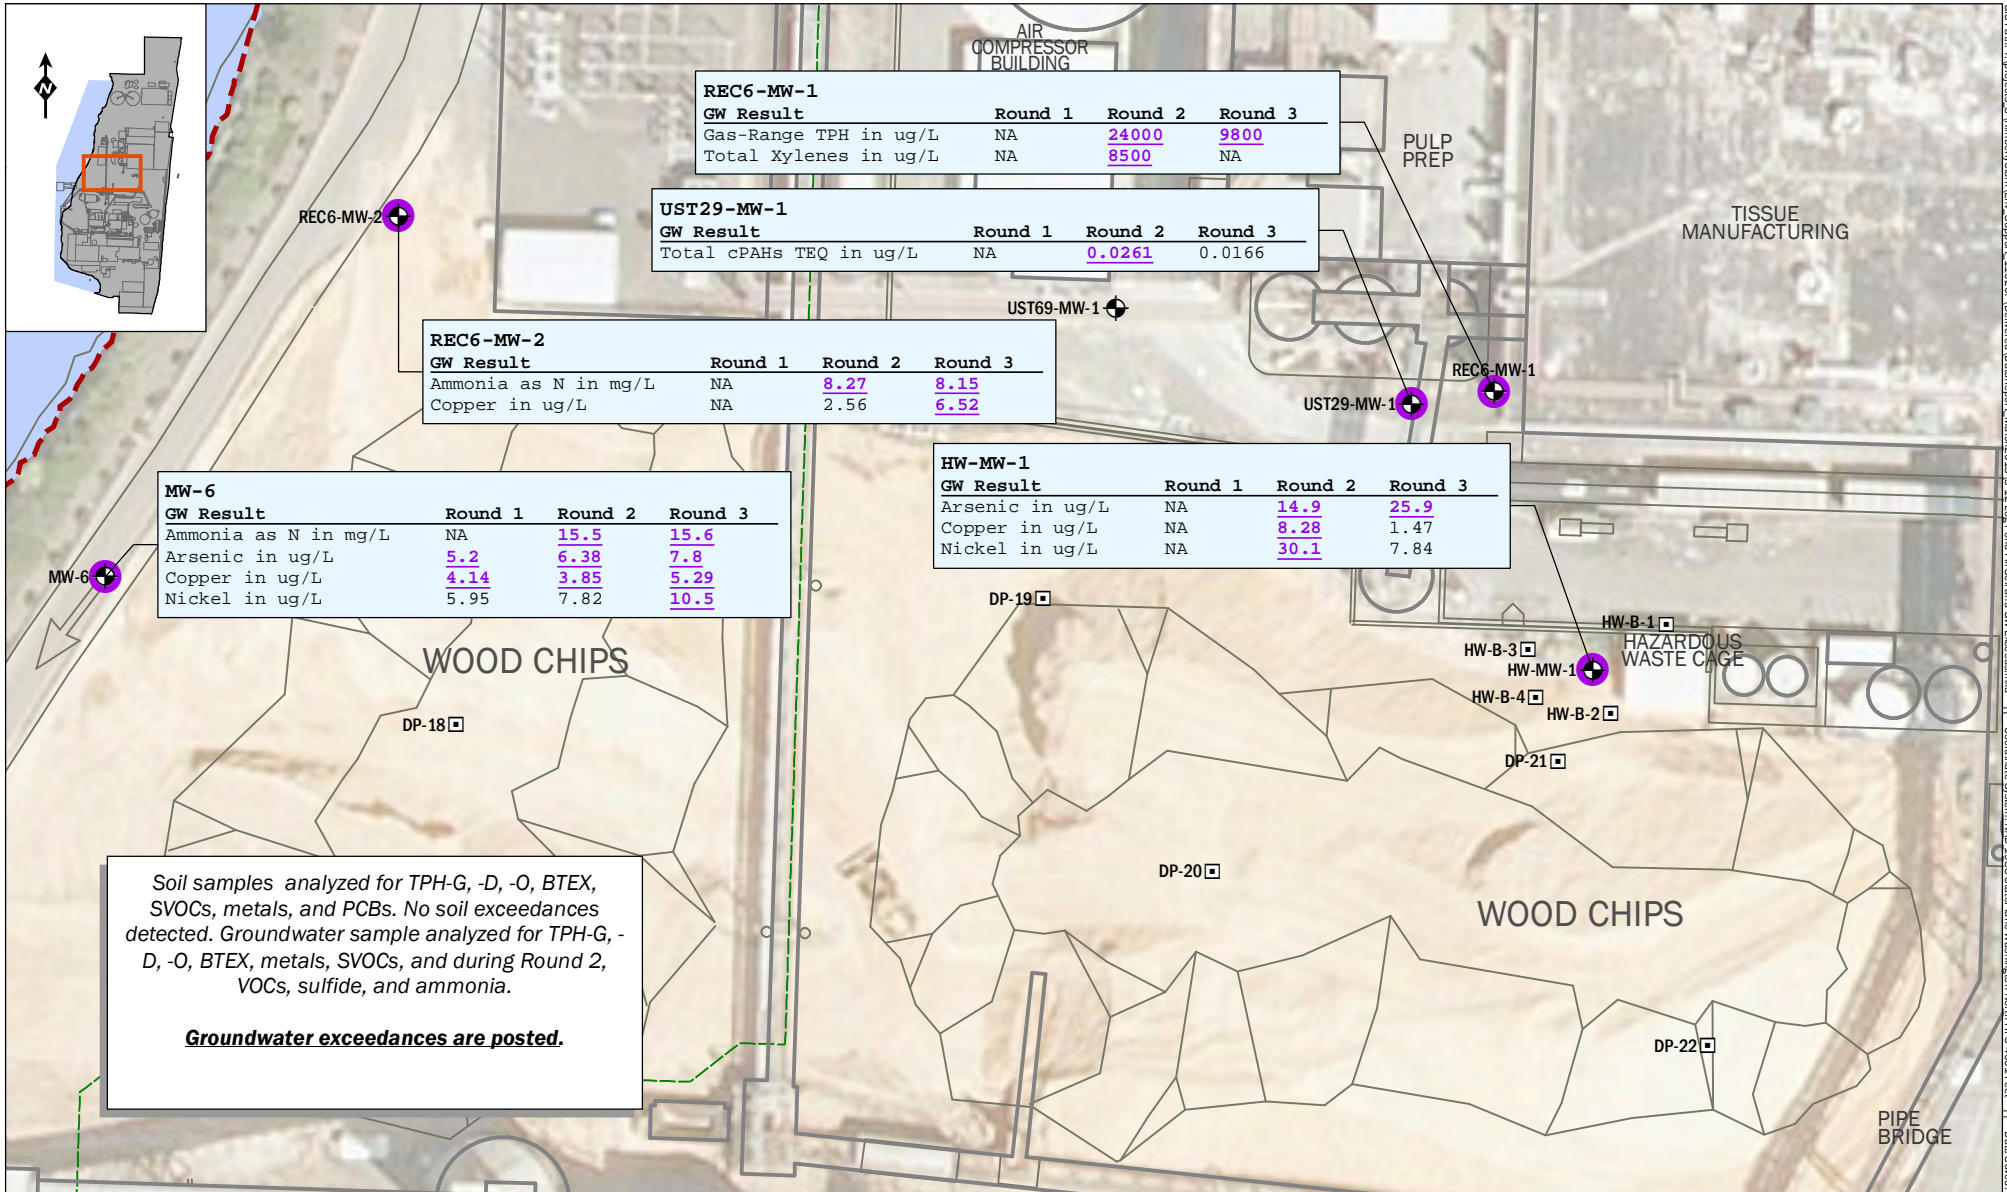 N
AIR
COMPRESSOR
BUILDING
REC6-MW-1
GW Result Round 1 Round 2 Round 3
Gas-Range TPH in ug/L NA 24000 9800
Total Xylenes in ug/L NA 8500 NA
PULP
PREP
TISSUE
MANUFACTURING
REC6-MW-2
UST29-MW-1
GW Result Round 1 Round 2 Round 3
Total cPAHs TEQ in ug/L NA 0.0261 0.0166
UST69-MW-1
REC6-MW-2
GW Result Round 1 Round 2 Round 3
Ammonia as N in mg/L NA 8.27 8.15
Copper in ug/L NA 2.56 6.52
REC6-MW-1
UST29-MW-1
HW-MW-1
GW Result Round 1 Round 2 Round 3
Arsenic in ug/L NA 14.9 25.9
Copper in ug/L NA 8.28 1.47
Nickel in ug/L NA 30.1 7.84
MW-6
GW Result Round 1 Round 2 Round 3
Ammonia as N in mg/L NA 15.5 15.6
Arsenic in ug/L 5.2 6.38 7.8
Copper in ug/L 4.14 3.85 5.29
Nickel in ug/L 5.95 7.82 10.5
MW-6
DP-19
HW-B-1
HAZARDOUS
WASTE CAGE
HW-B-3
HW-MW-1
HW-B-4
HW-B-2
WOOD CHIPS
DP-18
DP-21
DP-20
WOOD CHIPS
Soil samples analyzed for TPH-G, -D, -O, BTEX,
SVOCs, metals, and PCBs. No soil exceedances
detected. Groundwater sample analyzed for TPH-G, -
D, -O, BTEX, metals, SVOCs, and during Round 2,
VOCs, sulfide, and ammonia.
Groundwater exceedances are posted.
DP-22
PIPE
BRIDGE